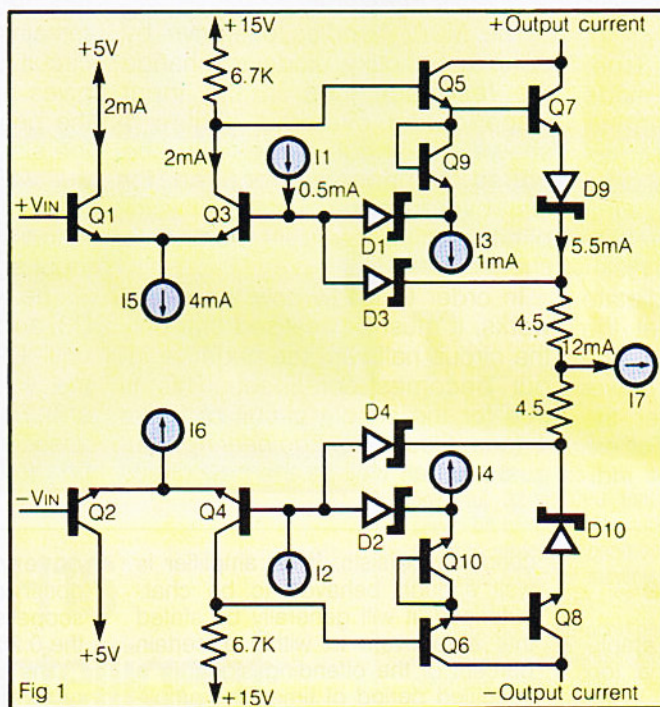 +15V
+Output current
+5V
6.7K
Q5
Q7
2mA
2mA
I1
Q9
D9
0.5mA
+VIN
Q1
Q3
D1
I3
1mA
5.5mA
I5
4mA
D3
4.5
12mA
I7
I6
D4
I4
4.5
−VIN
Q2
Q4
D2
Q10
D10
I2
+5V
6.7K
Q6
Q8
Fig 1
+15V
−Output current